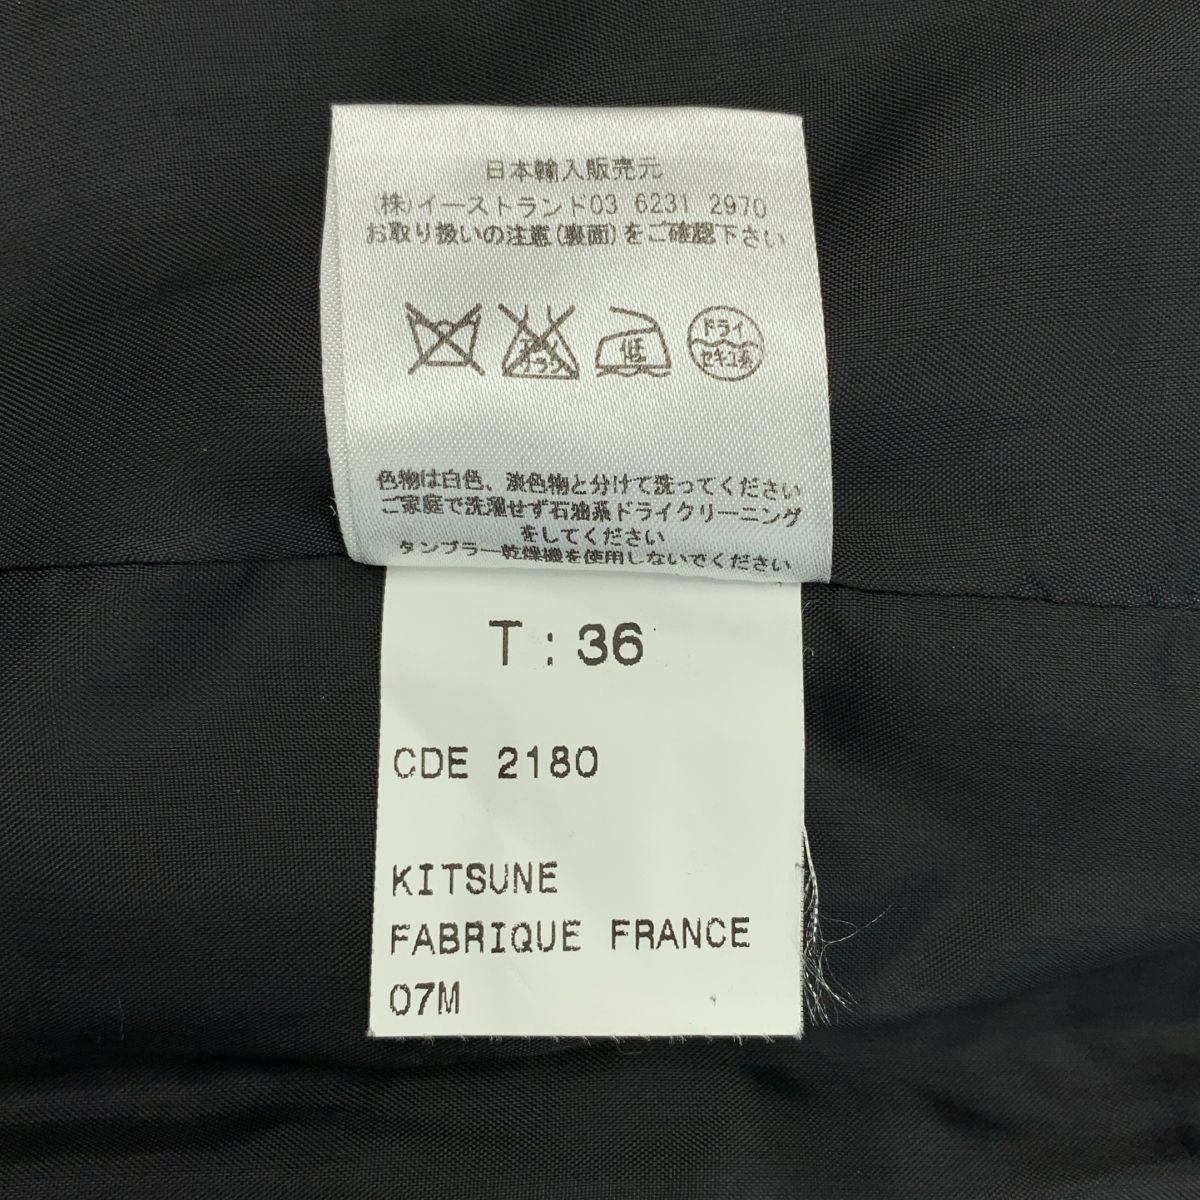 日本輸入販売元
株)イーストランド03 6231 2970
お取り扱いの注意(裏面)をご確認下さい
低
ドライ
セキユ系
色物は白色、淡色物と分けて洗ってください
ご家庭で洗濯せず石油系ドライクリーニング
をしてください
タンブラー乾燥機を使用しないでください
T : 36
CDE 2180
KITSUNE
FABRIQUE FRANCE
07M